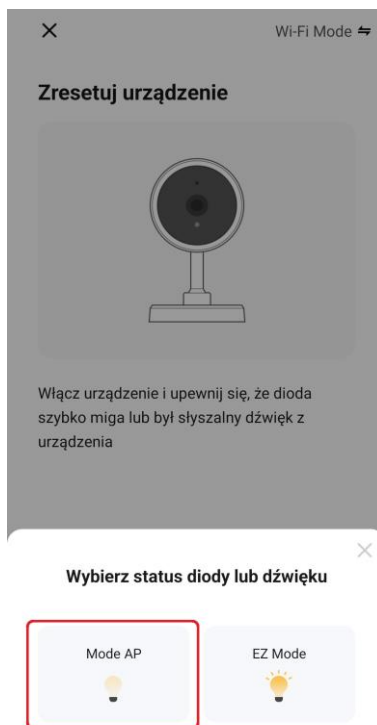 Wi-Fi Mode
Zresetuj urządzenie
Włącz urządzenie i upewnij się, że dioda
szybko miga lub był słyszalny dźwięk z
urządzenia
Wybierz status diody lub dźwięku
Mode AP
EZ Mode